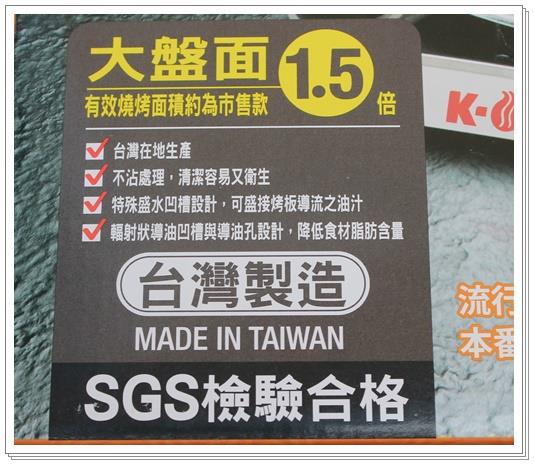 大盤面
1.5
有效燒烤面積約為市售款
倍
台灣在地生產
不沾處理，清潔容易又衛生
特殊盛水凹槽設計，可盛接烤板導流之油汁
輻射狀導油凹槽與導油孔設計，降低食材脂肪含量
台灣製造
MADE IN TAIWAN
SGS檢驗合格
K-
流行
本番